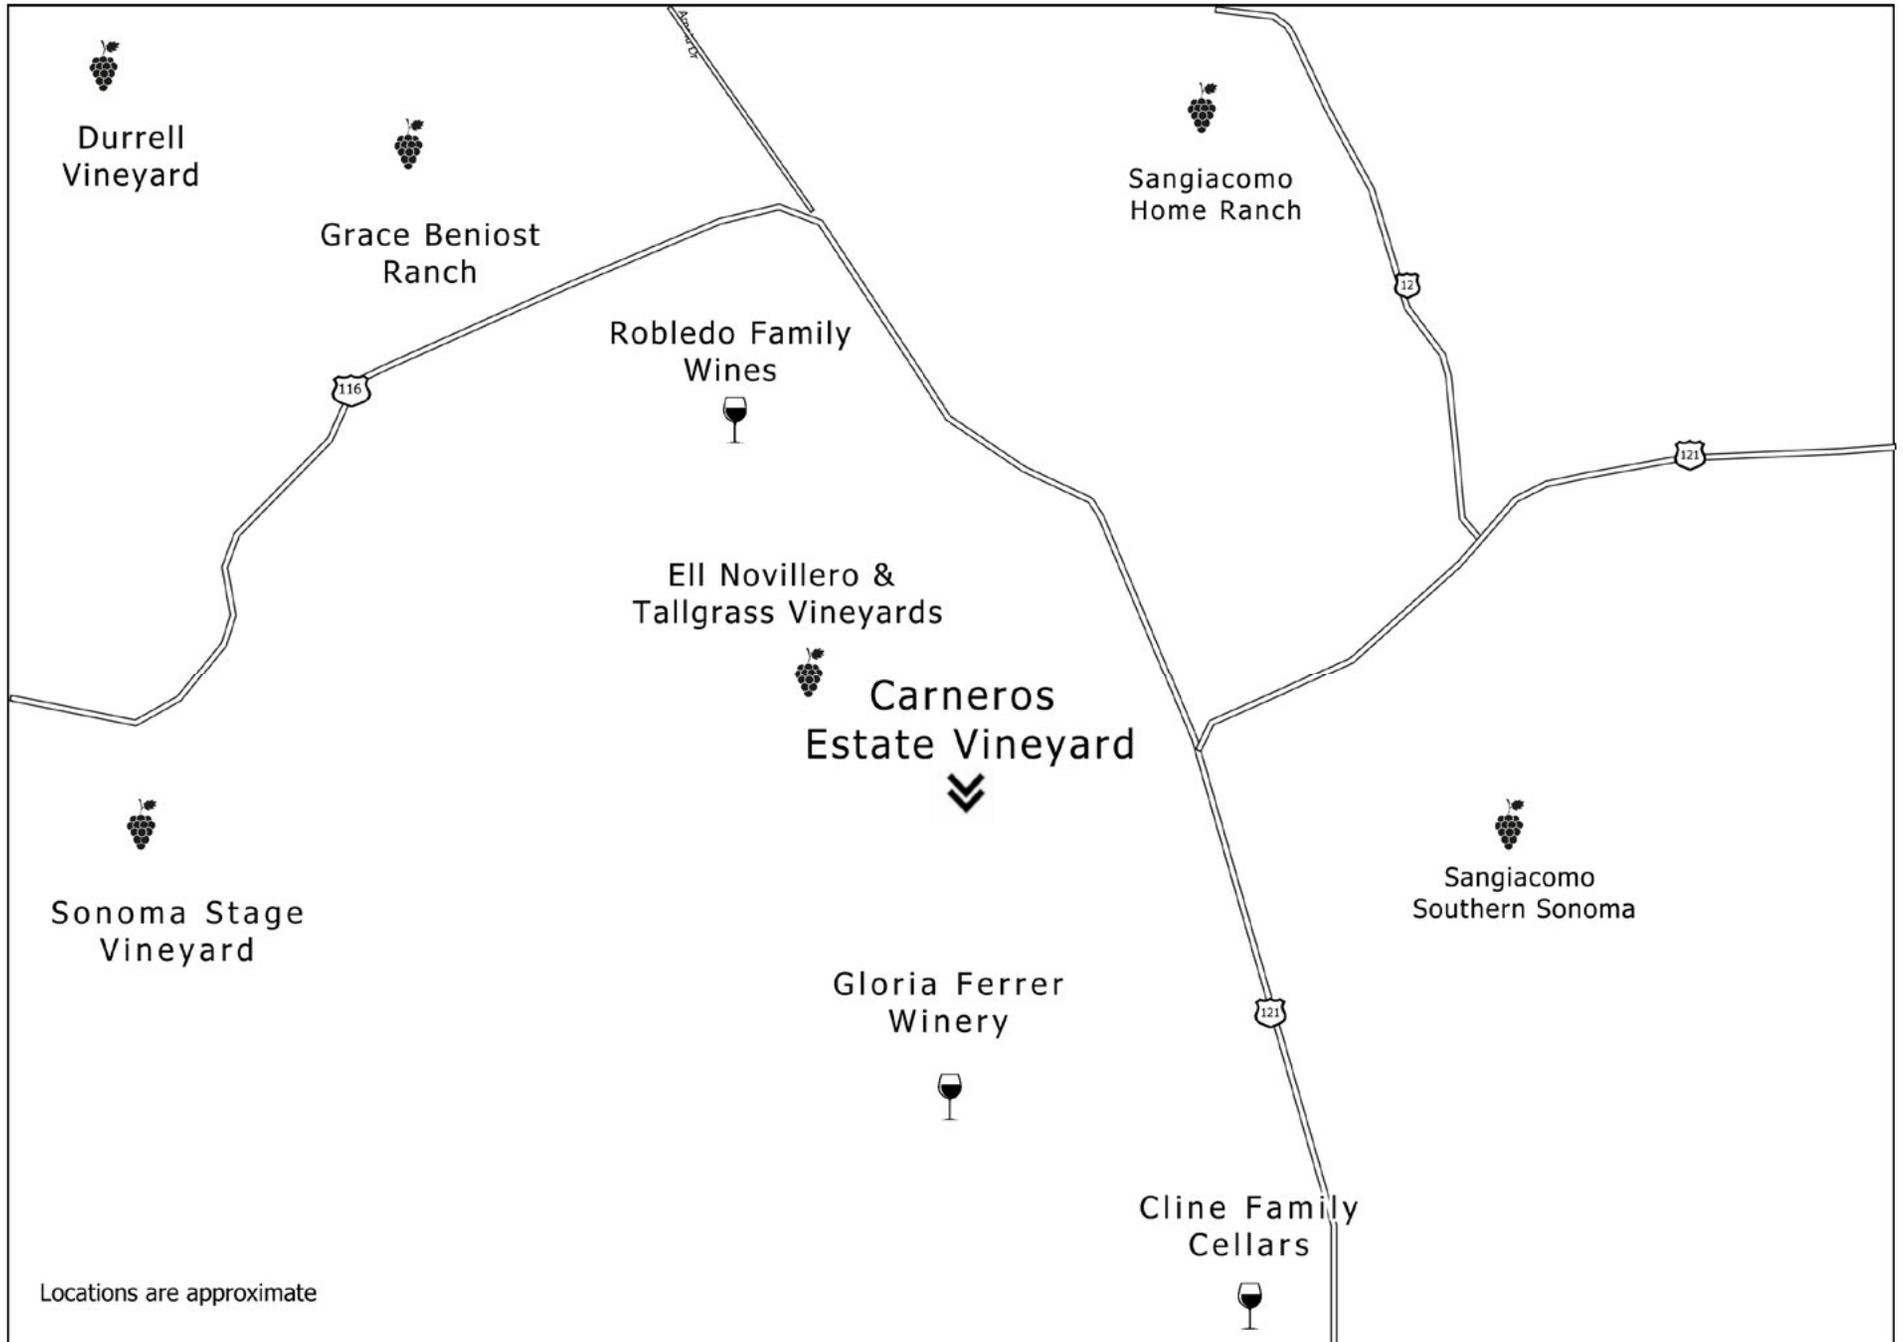 Dr
Durrell
Vineyard
Grace Beniost
Ranch
Sangiacomo
Home Ranch
12
Robledo Family
Wines
116
121
Ell Novillero &
Tallgrass Vineyards
Carneros
Estate Vineyard
Sonoma Stage
Vineyard
Sangiacomo
Southern Sonoma
Gloria Ferrer
Winery
121
Cline Family
Cellars
Locations are approximate